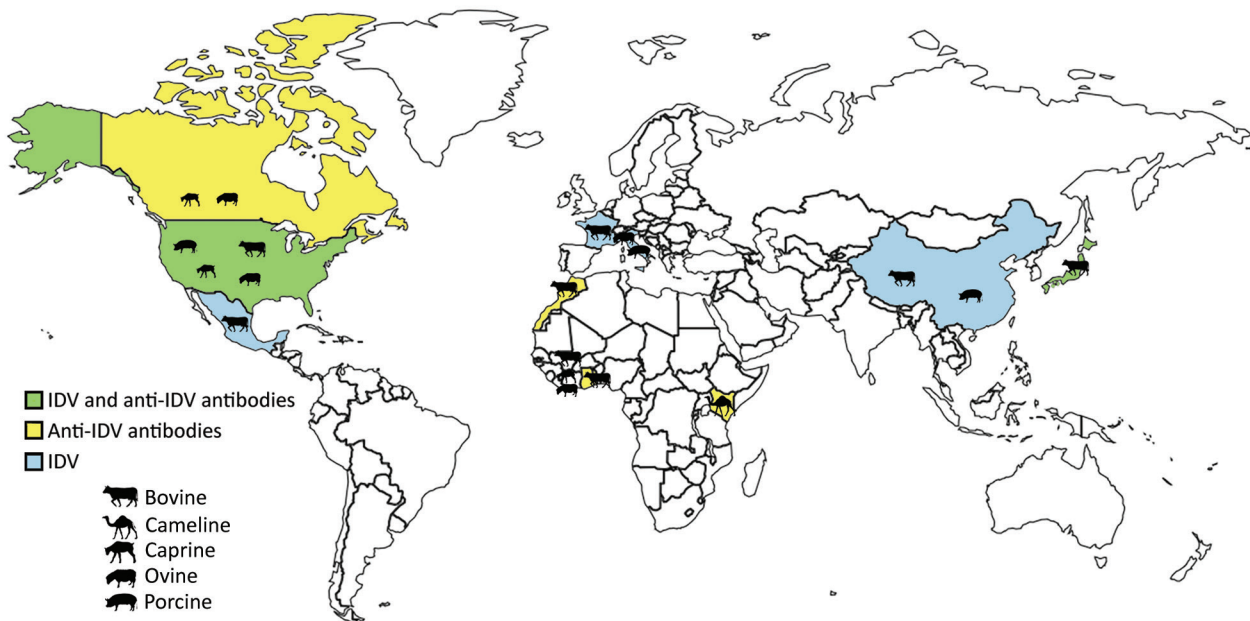 IDV and anti-IDV antibodies
Anti-IDV antibodies
IDV
Bovine
Cameline
Caprine
Ovine
Porcine